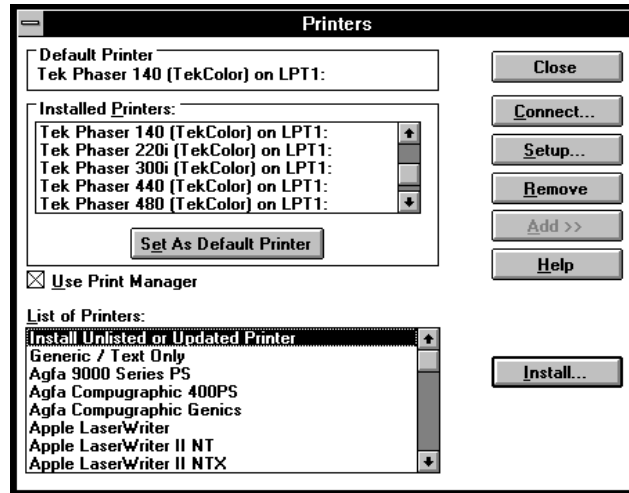 Printers
Default Printer
Tek Phaser 140 (TekColor) on LPT1:
Installed Printers:
Tek Phaser 140 (TekColor) on LPT1:
Tek Phaser 220i (TekColor) on LPT1:
Tek Phaser 300i (TekColor) on LPT1:
Tek Phaser 440 (TekColor) on LPT1:
Tek Phaser 480 (TekColor) on LPT1:
Set As Default Printer
Use Print Manager
List of Printers:
Install Unlisted or Updated Printer
Generic / Text Only
Agfa 9000 Series PS
Agfa Compugraphic 400PS
Agfa Compugraphic Genics
Apple LaserWriter
Apple LaserWriter II NT
Apple LaserWriter II NTX
Close
Connect...
Setup...
Remove
Add >>
Help
Install...